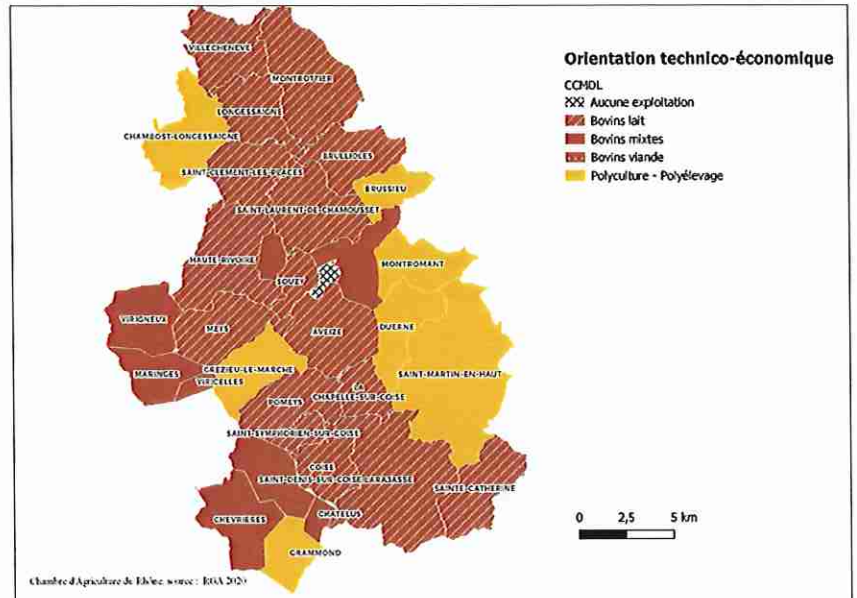 Orientation technico-économique
CCMDL
Aucune exploitation
Bovins lait
Bovins mixtes
Bovins viande
Polyculture - Polyélevage
VILLECHENEVE
MONTROTTIER
LONGESSAIGNE
CHAMBOST-LONGESSAIGNE
BRULLIOLES
SAINT-CLEMENT-LES-PLACES
BRUSSIEU
SAINT-LAURENT-DE-CHAMOUSSET
HAUTE-RIVOIRE
MONTROMANT
SOUZY
VIRIGNEUX
MEYS
AVEIZE
DUERNE
MARINGES
GREZIEU-LE-MARCHE
SAINT-MARTIN-EN-HAUT
VIRICELLES
LA
CHAPELLE-SUR-COISE
POMEYS
SAINT-SYMPHORIEN-SUR-COISE
COISE
SAINT-DENIS-SUR-COISE
LARAJASSE
SAINTE-CATHERINE
CHEVRIERES
CHATELUS
GRAMMOND
0 2,5 5 km
Chambre d'Agriculture du Rhône, source : RGA 2020